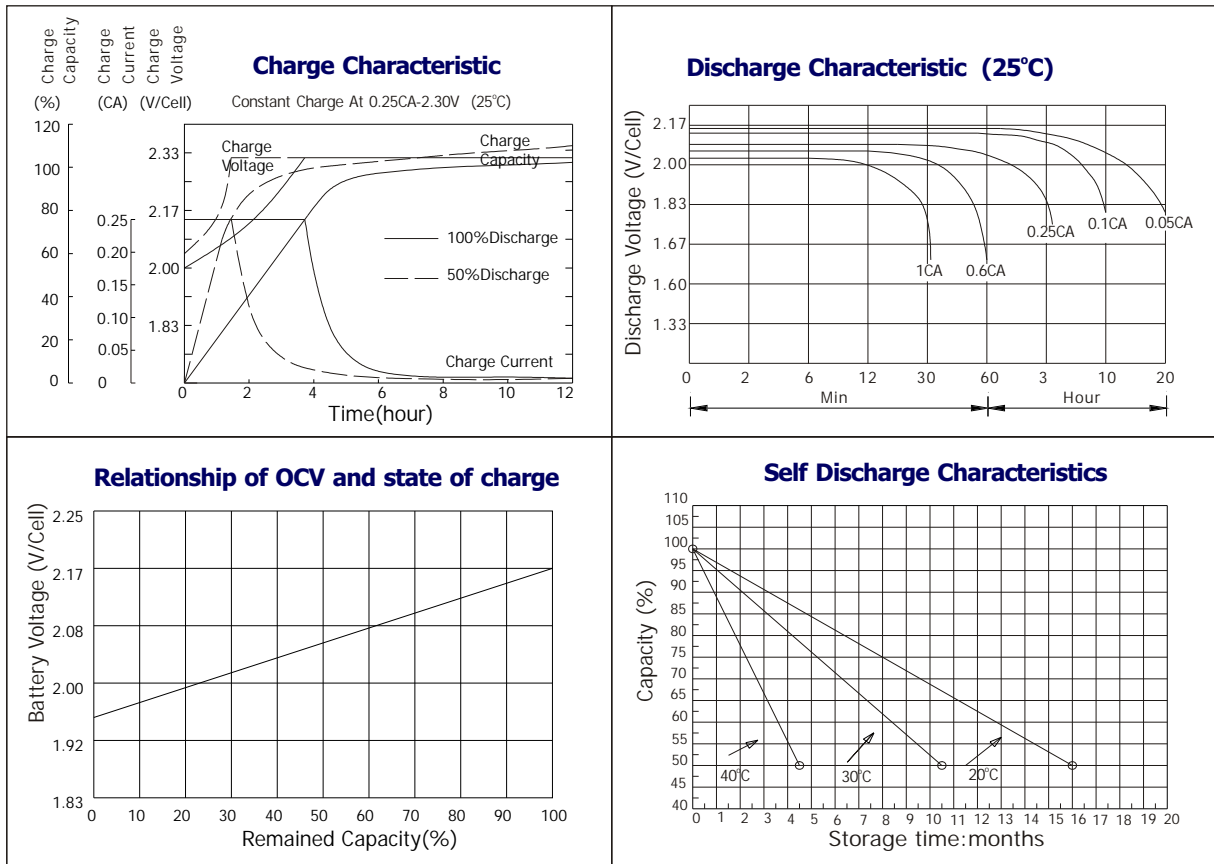 Charge Capacity
Charge Current
Charge Voltage
(%)
(CA)
(V/Cell)
Charge Characteristic
Constant Charge At 0.25CA-2.30V (25°C)
120
100
80
60
40
20
0
0.25
0.20
0.15
0.10
0.05
0
2.33
2.17
2.00
1.83
Charge Voltage
Charge Capacity
100%Discharge
50%Discharge
Charge Current
0 2 4 6 8 10 12
Time(hour)
Discharge Characteristic (25°C)
Discharge Voltage (V/Cell)
2.17
2.00
1.83
1.67
1.60
1.33
1CA
0.6CA
0.25CA
0.1CA
0.05CA
0 2 6 12 30 60 3 10 20
Min
Hour
Relationship of OCV and state of charge
Battery Voltage (V/Cell)
2.25
2.17
2.08
2.00
1.92
1.83
0 10 20 30 40 50 60 70 80 90 100
Remained Capacity(%)
Self Discharge Characteristics
Capacity (%)
110
105
100
95
90
85
80
75
70
65
60
55
50
45
40
40°C
30°C
20°C
0 1 2 3 4 5 6 7 8 9 10 11 12 13 14 15 16 16 17 18 19 20
Storage time:months